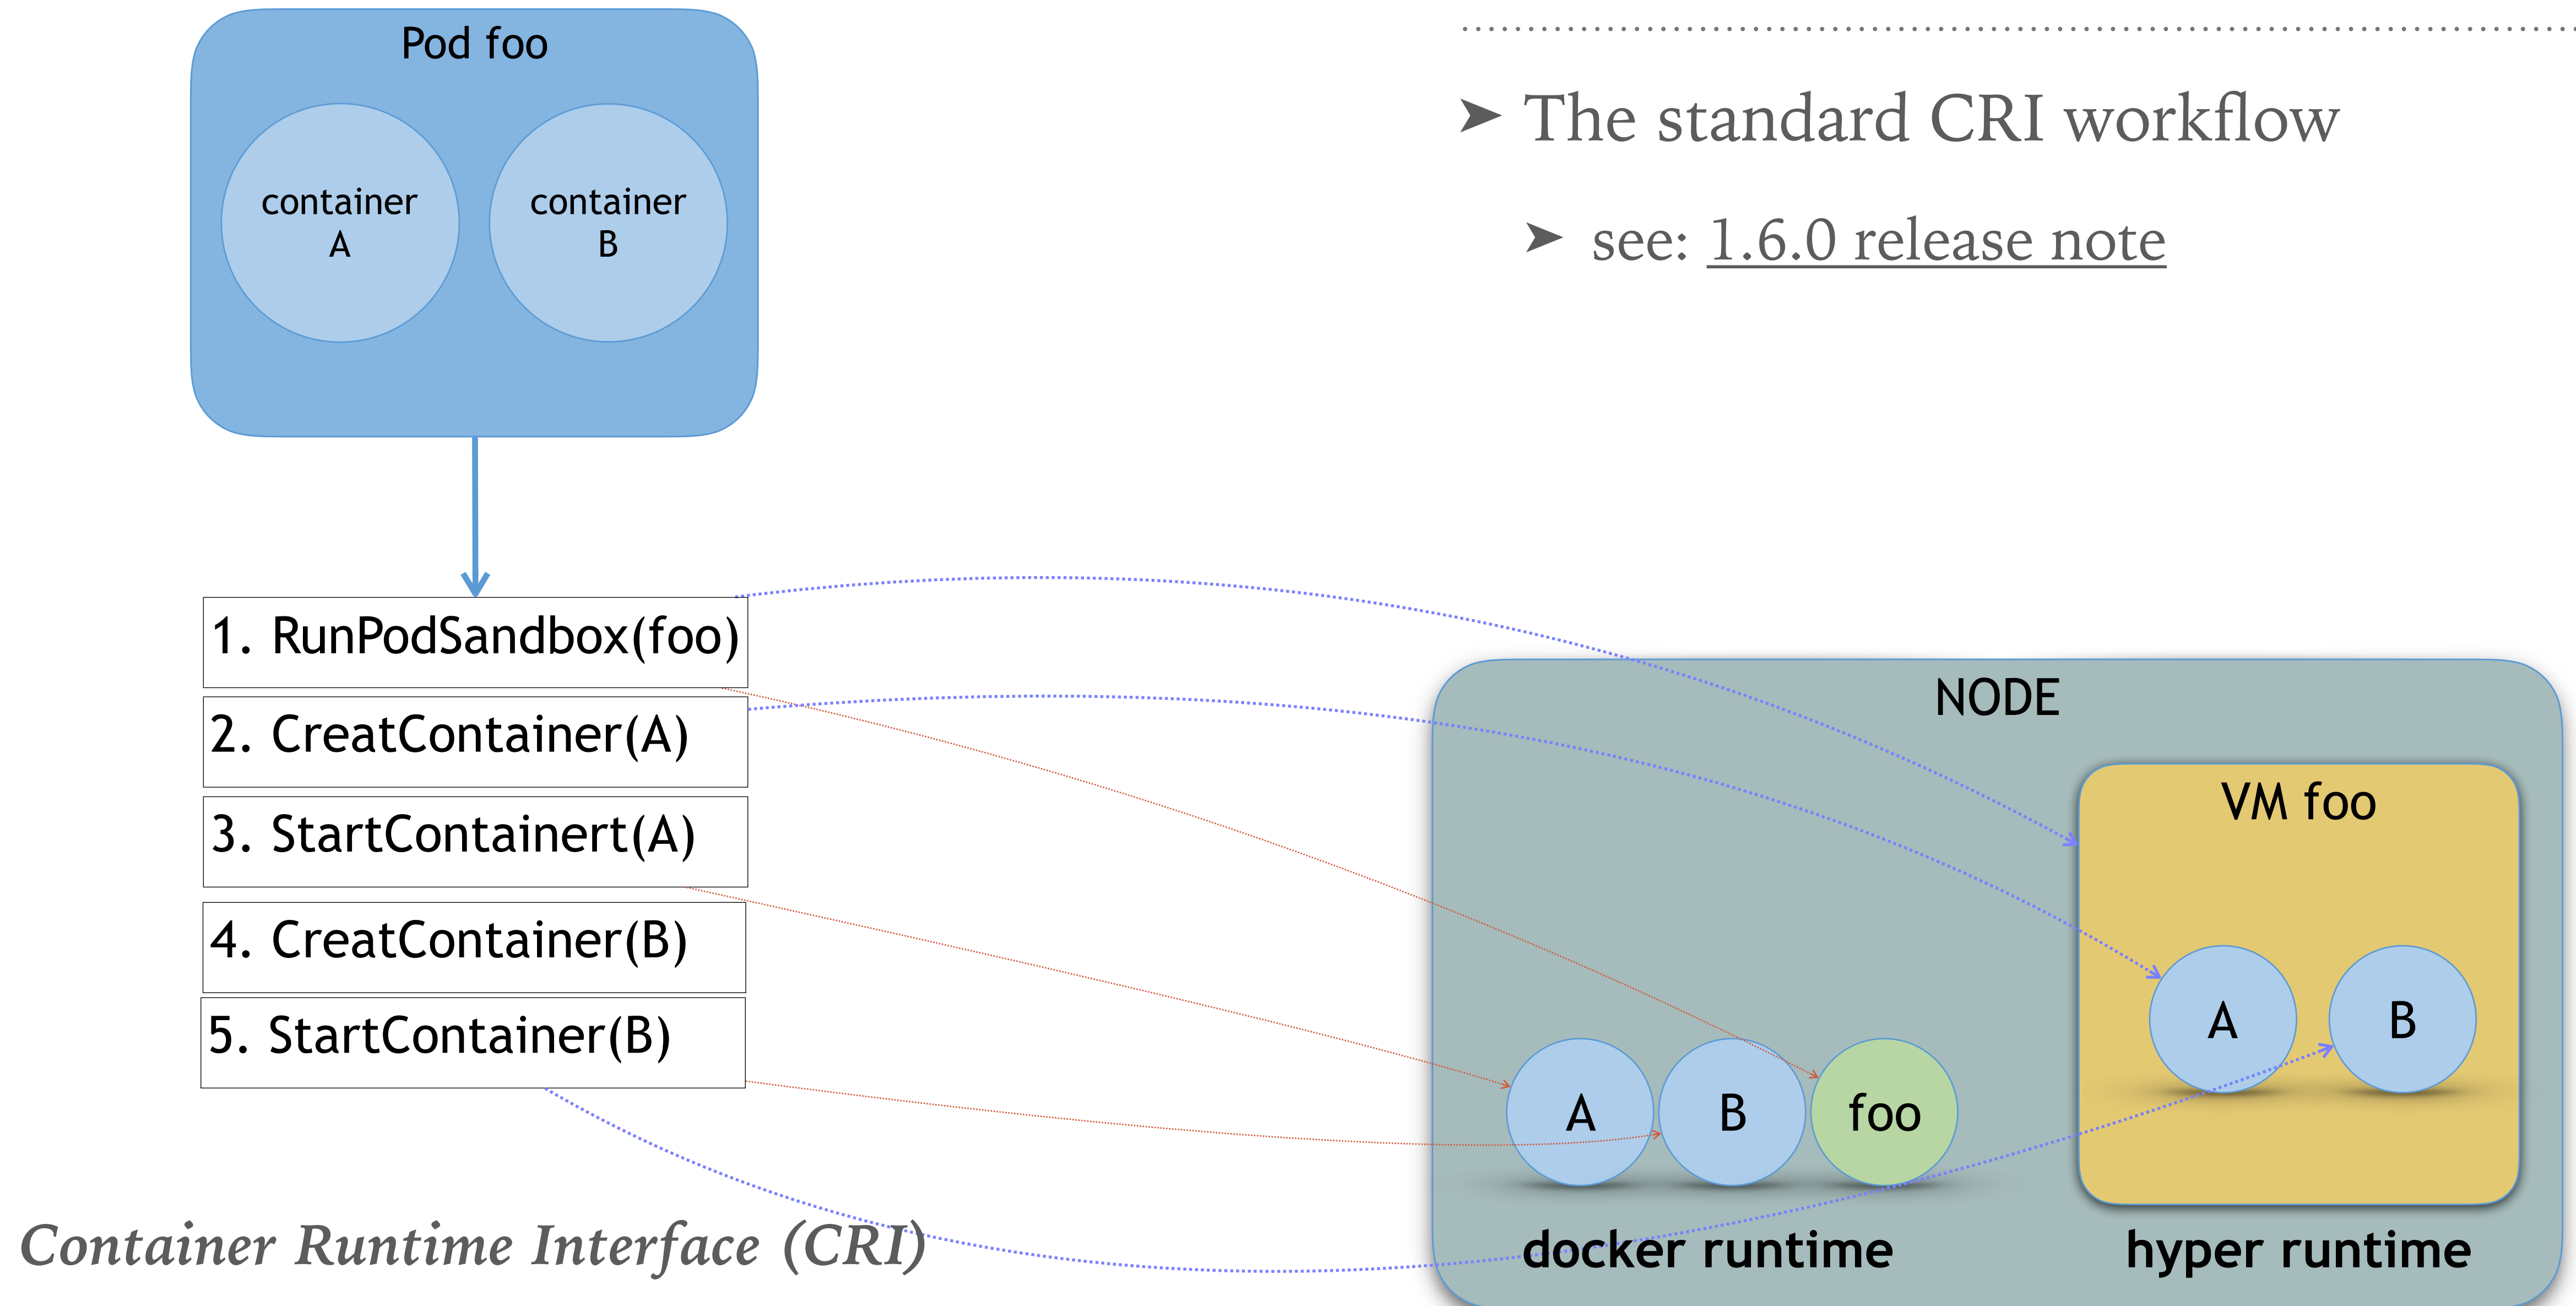 Pod foo
container
A
container
B
➤ The standard CRI workflow
➤ see: 1.6.0 release note
1. RunPodSandbox(foo)
2. CreatContainer(A)
3. StartContainert(A)
4. CreatContainer(B)
5. StartContainer(B)
NODE
VM foo
A
B
A
B
foo
docker runtime
hyper runtime
Container Runtime Interface (CRI)